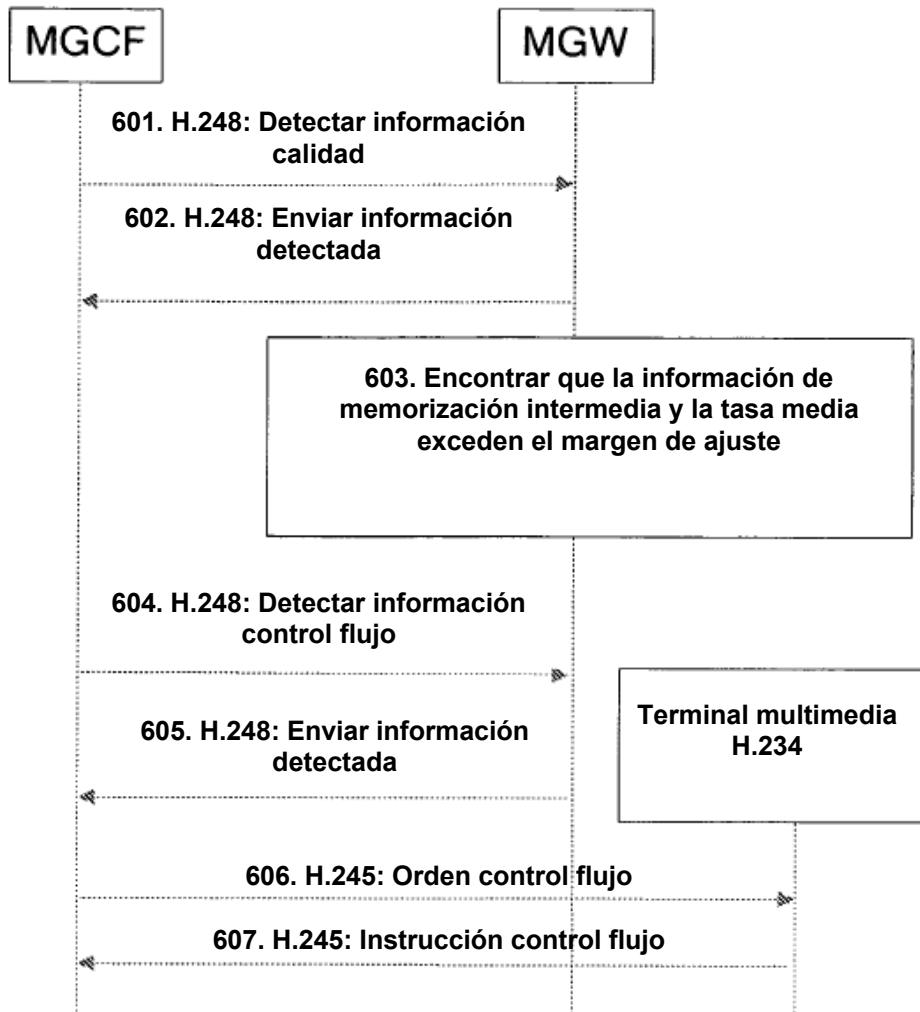 MGCF
MGW
601. H.248: Detectar información
calidad
602. H.248: Enviar información
detectada
603. Encontrar que la información de
memorización intermedia y la tasa media
exceden el margen de ajuste
604. H.248: Detectar información
control flujo
Terminal multimedia
H.234
605. H.248: Enviar información
detectada
606. H.245: Orden control flujo
607. H.245: Instrucción control flujo